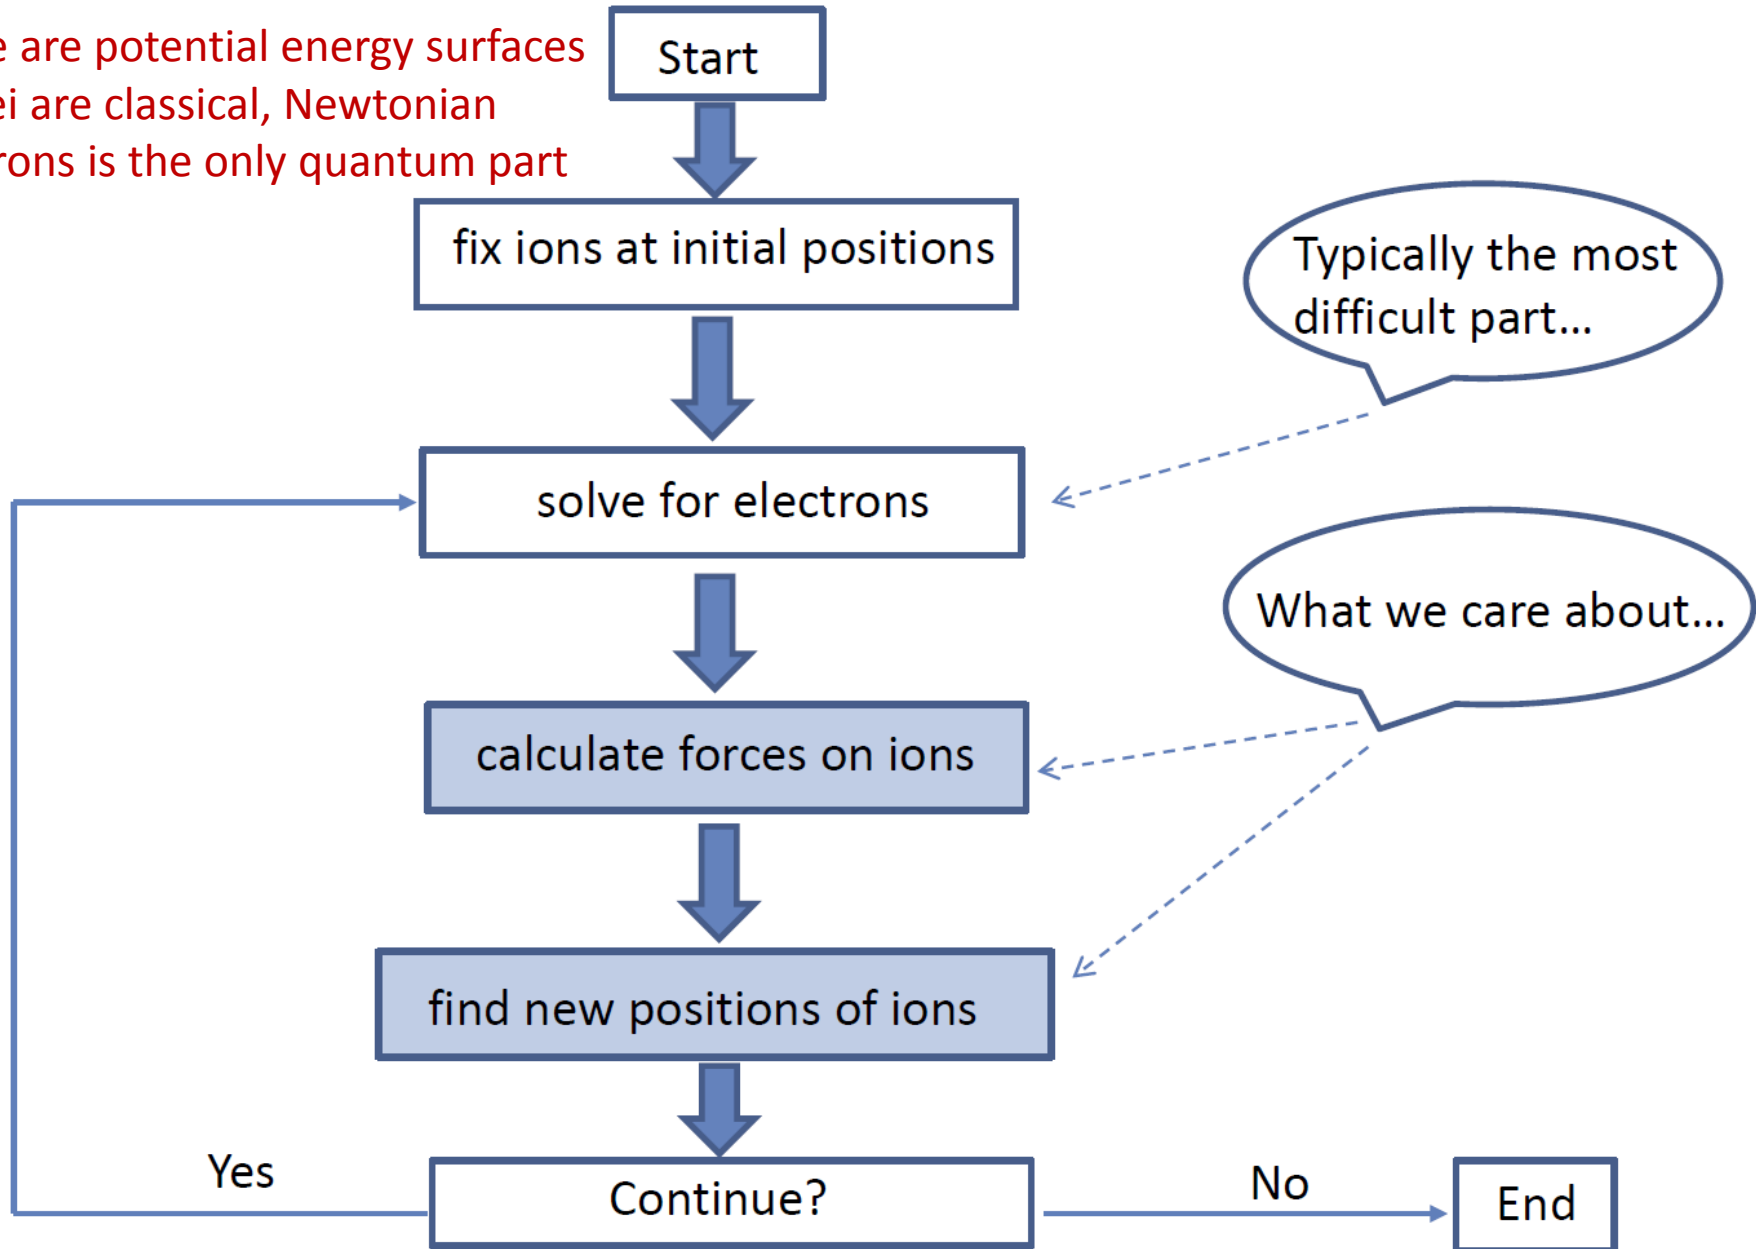 e are potential energy surfaces
ei are classical, Newtonian
rons is the only quantum part
Start
fix ions at initial positions
Typically the most
difficult part...
solve for electrons
What we care about...
calculate forces on ions
find new positions of ions
Yes
Continue?
No
End